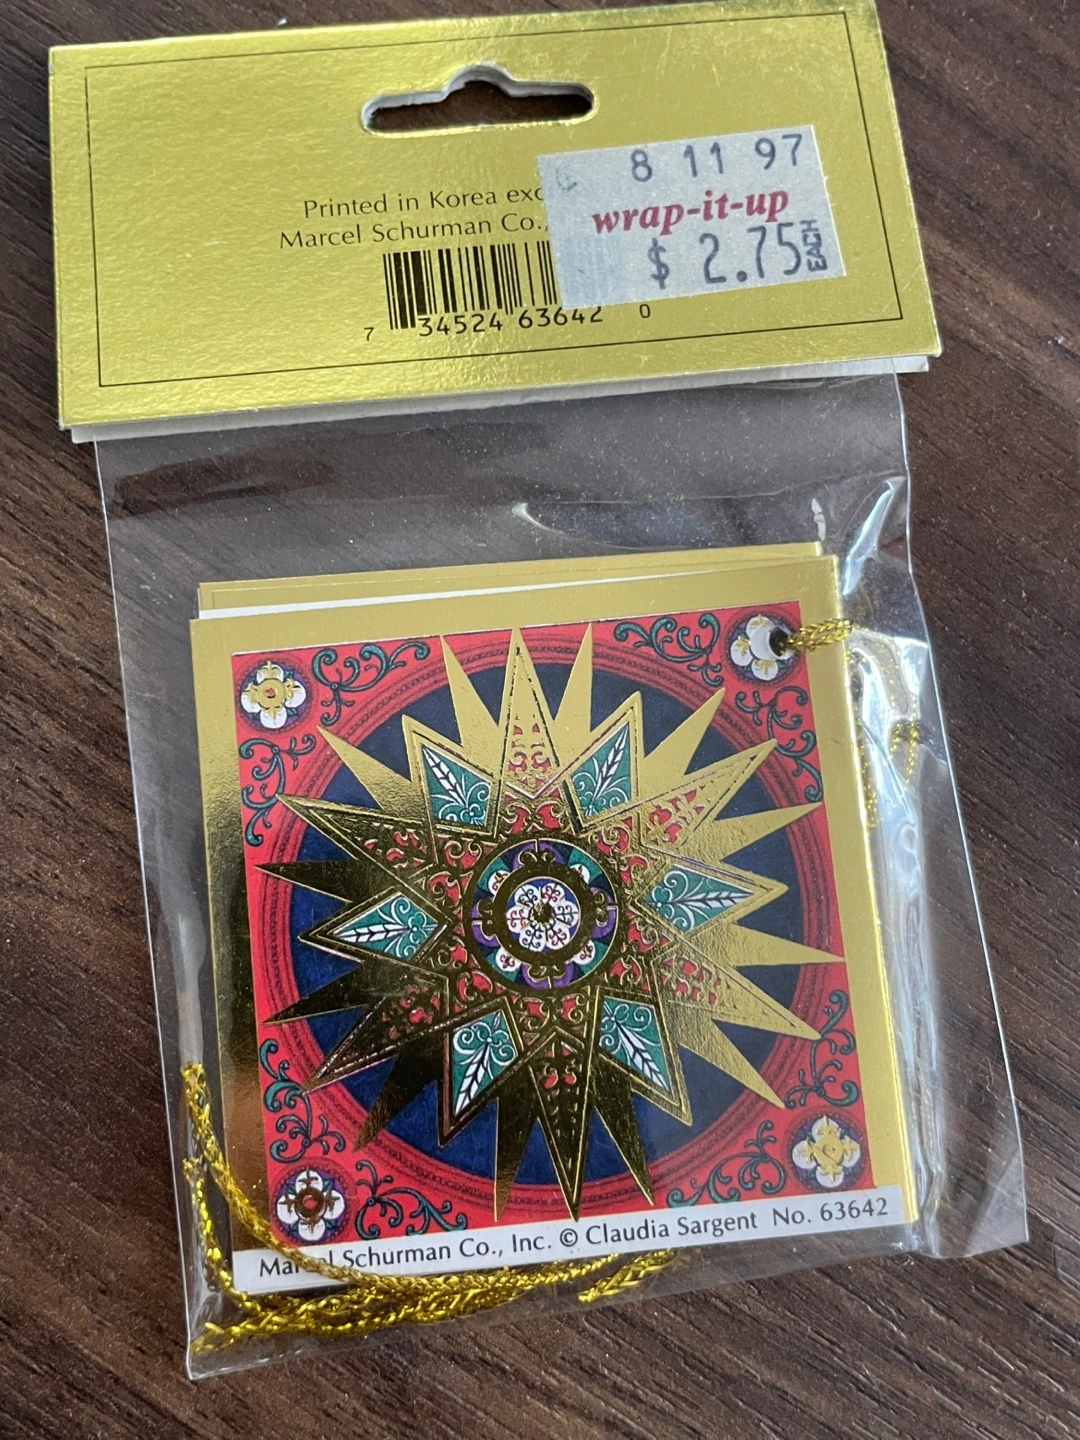 8 11 97
wrap-it-up
$ 2.75 EACH
Printed in Korea
Marcel Schurman Co.,
7 34524 63642 0
Marcel Schurman Co., Inc. © Claudia Sargent No. 63642